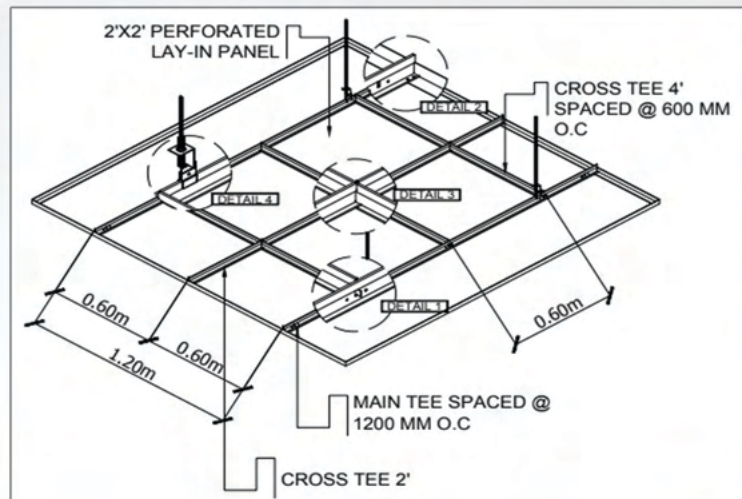 2'X2' PERFORATED
LAY-IN PANEL
DETAIL 2
CROSS TEE 4'
SPACED @ 600 MM
O.C
DETAIL 4
DETAIL 3
DETAIL 1
0.60m
0.60m
1.20m
0.60m
MAIN TEE SPACED @
1200 MM O.C
CROSS TEE 2'